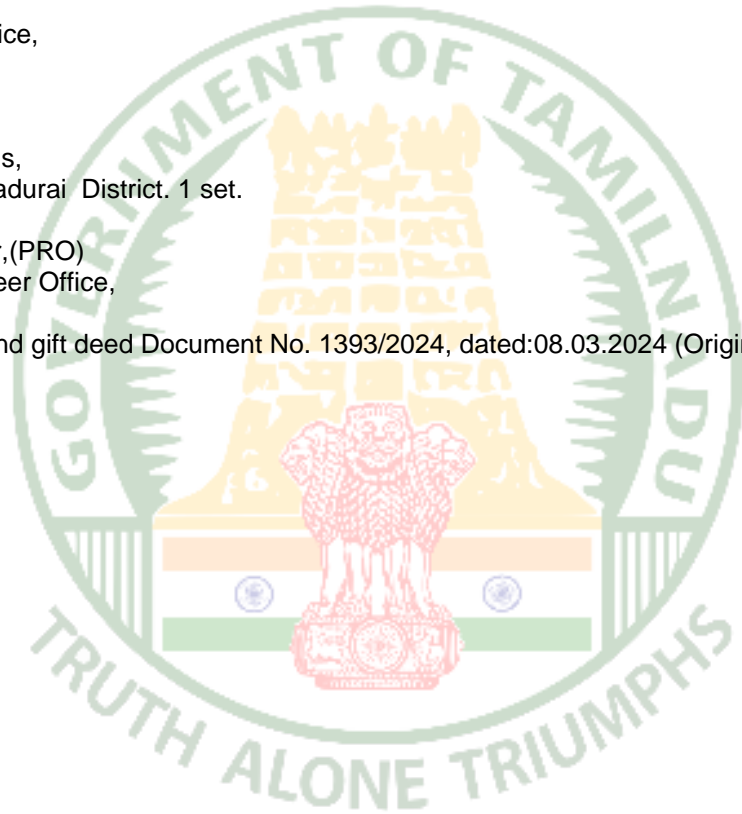 ice,
s,
adurai District. 1 set.
r,(PRO)
eer Office,
nd gift deed Document No. 1393/2024, dated:08.03.2024 (Origin
GOVERNMENT OF TAMILNADU
TRUTH ALONE TRIUMPHS